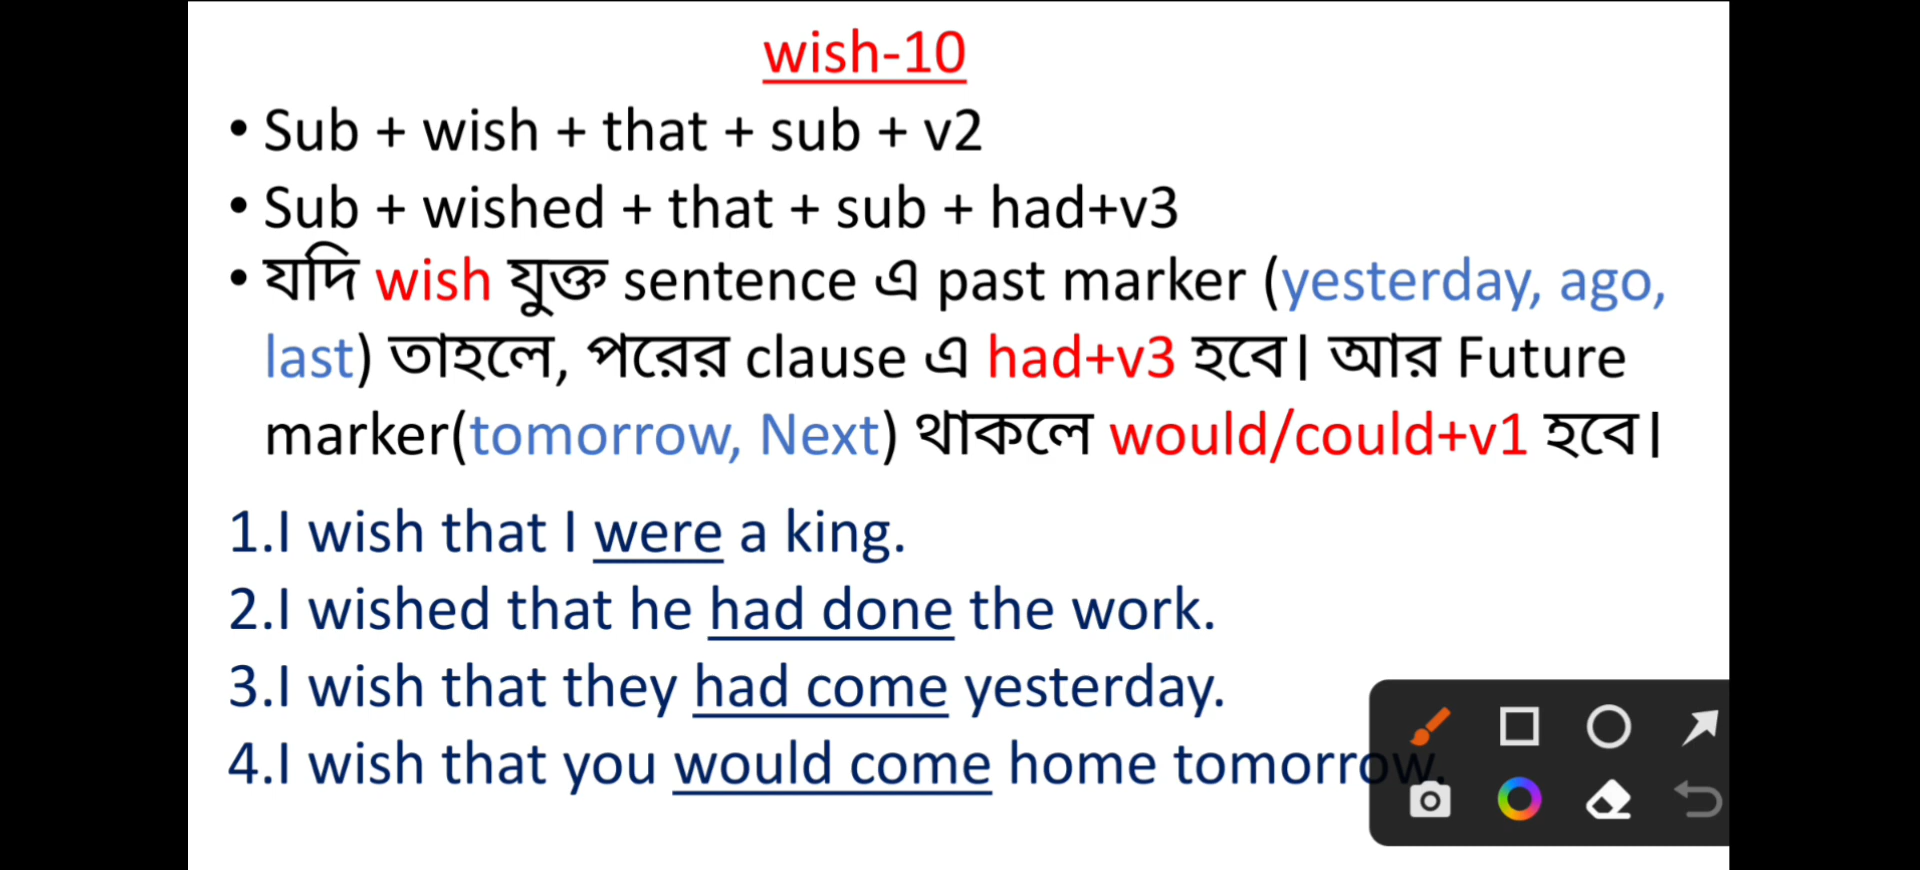 wish-10
• Sub + wish + that + sub + v2
• Sub + wished + that + sub + had+v3
• যদি wish যুক্ত sentence এ past marker (yesterday, ago,
last) তাহলে, পরের clause এ had+v3 হবে। আর Future
marker(tomorrow, Next) থাকলে would/could+v1 হবে।
1.I wish that I were a king.
2.I wished that he had done the work.
3.I wish that they had come yesterday.
4.I wish that you would come home tomorrow.